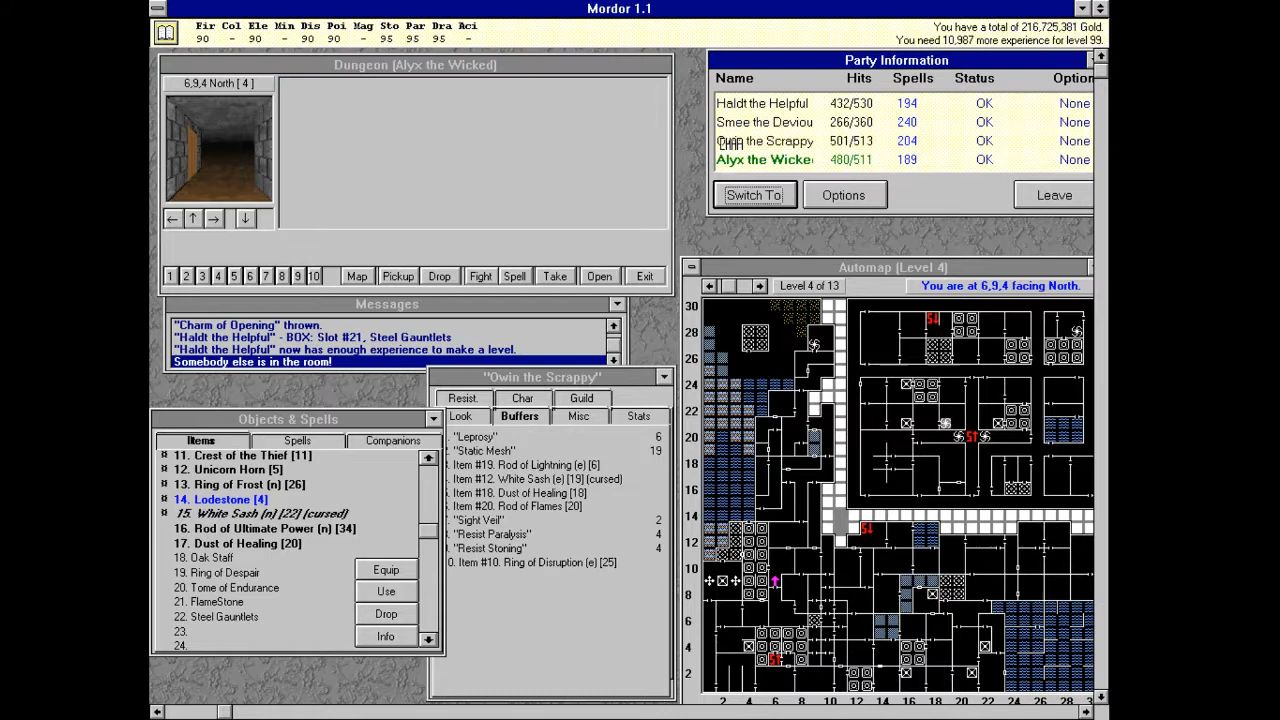 Mordor 1.1
Fir Col Ele Min Dis Poi Mag Sto Par Dra Aci
90 - 90 - 90 90 - 95 95 95 -
You have a total of 216,725,381 Gold.
You need 10,987 more experience for level 99.
Dungeon (Alyx the Wicked)
6,9,4 North [ 4 ]
1 2 3 4 5 6 7 8 9 10 Map Pickup Drop Fight Spell Take Open Exit
Party Information
Name Hits Spells Status Option
Haldt the Helpful 432/530 194 OK None
Smee the Deviou 266/360 240 OK None
Owin the Scrappy 501/513 204 OK None
Alyx the Wicke 480/511 189 OK None
Switch To Options Leave
Messages
"Charm of Opening" thrown.
"Haldt the Helpful" - BOX: Slot #21, Steel Gauntlets
"Haldt the Helpful" now has enough experience to make a level.
Somebody else is in the room!
Automap (Level 4)
Level 4 of 13
You are at 6,9,4 facing North.
30
28
26
24
22
20
18
16
14
12
10
8
6
4
2
2 4 6 8 10 12 14 16 18 20 22 24 26 28 3
"Owin the Scrappy"
Resist. Char Guild
Look Buffers Misc Stats
"Leprosy" 6
"Static Mesh" 19
Item #19. Rod of Lightning (e) [6]
Item #12. White Sash (e) [19] (cursed)
Item #18. Dust of Healing [18]
Item #20. Rod of Flames [20]
"Sight Veil" 2
"Resist Paralysis" 4
"Resist Stoning" 4
0. Item #10. Ring of Disruption (e) [25]
Objects & Spells
Items Spells Companions
11. Crest of the Thief [11]
12. Unicorn Horn [5]
13. Ring of Frost (n) [26]
14. Lodestone [4]
15. White Sash (n) [22] (cursed)
16. Rod of Ultimate Power (n) [34]
17. Dust of Healing [20]
18. Oak Staff
19. Ring of Despair
20. Tome of Endurance
21. FlameStone
22. Steel Gauntlets
23.
24.
Equip
Use
Drop
Info